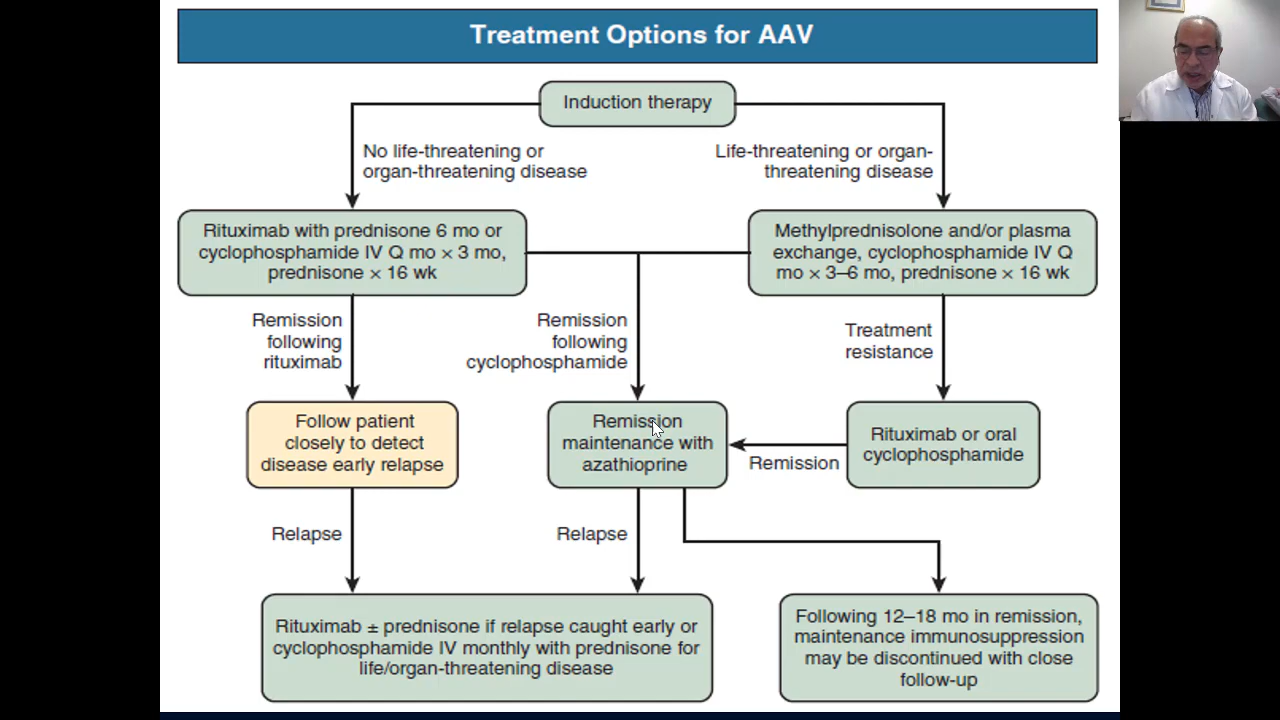 Treatment Options for AAV
Induction therapy
No life-threatening or
organ-threatening disease
Life-threatening or organ-
threatening disease
Rituximab with prednisone 6 mo or
cyclophosphamide IV Q mo × 3 mo,
prednisone × 16 wk
Methylprednisolone and/or plasma
exchange, cyclophosphamide IV Q
mo × 3–6 mo, prednisone × 16 wk
Remission
following
rituximab
Remission
following
cyclophosphamide
Treatment
resistance
Follow patient
closely to detect
disease early relapse
Remission
maintenance with
azathioprine
Rituximab or oral
cyclophosphamide
Remission
Relapse
Relapse
Rituximab ± prednisone if relapse caught early or
cyclophosphamide IV monthly with prednisone for
life/organ-threatening disease
Following 12–18 mo in remission,
maintenance immunosuppression
may be discontinued with close
follow-up